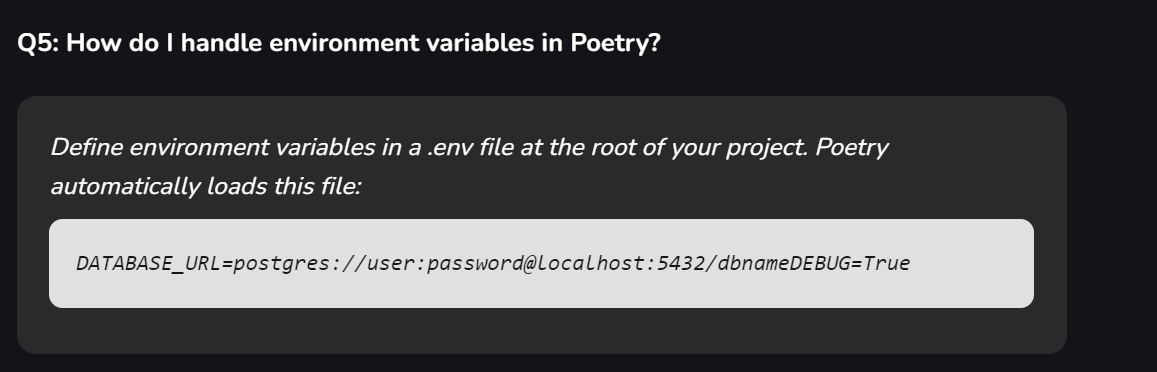 Q5: How do I handle environment variables in Poetry?
Define environment variables in a .env file at the root of your project. Poetry
automatically loads this file:
DATABASE_URL=postgres://user:password@localhost:5432/dbnameDEBUG=True